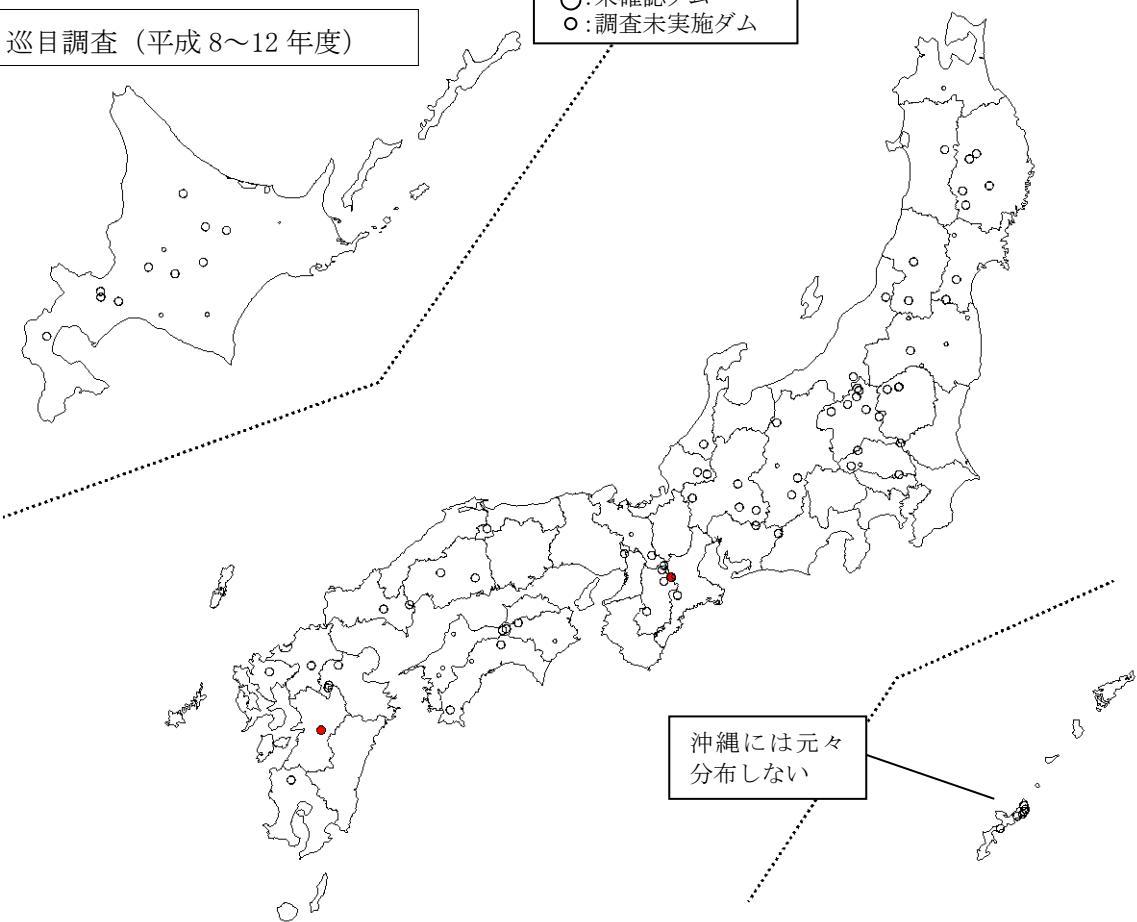 巡目調査（平成 8～12 年度）
○:未確認ダム
○:調査未実施ダム
沖縄には元々
分布しない